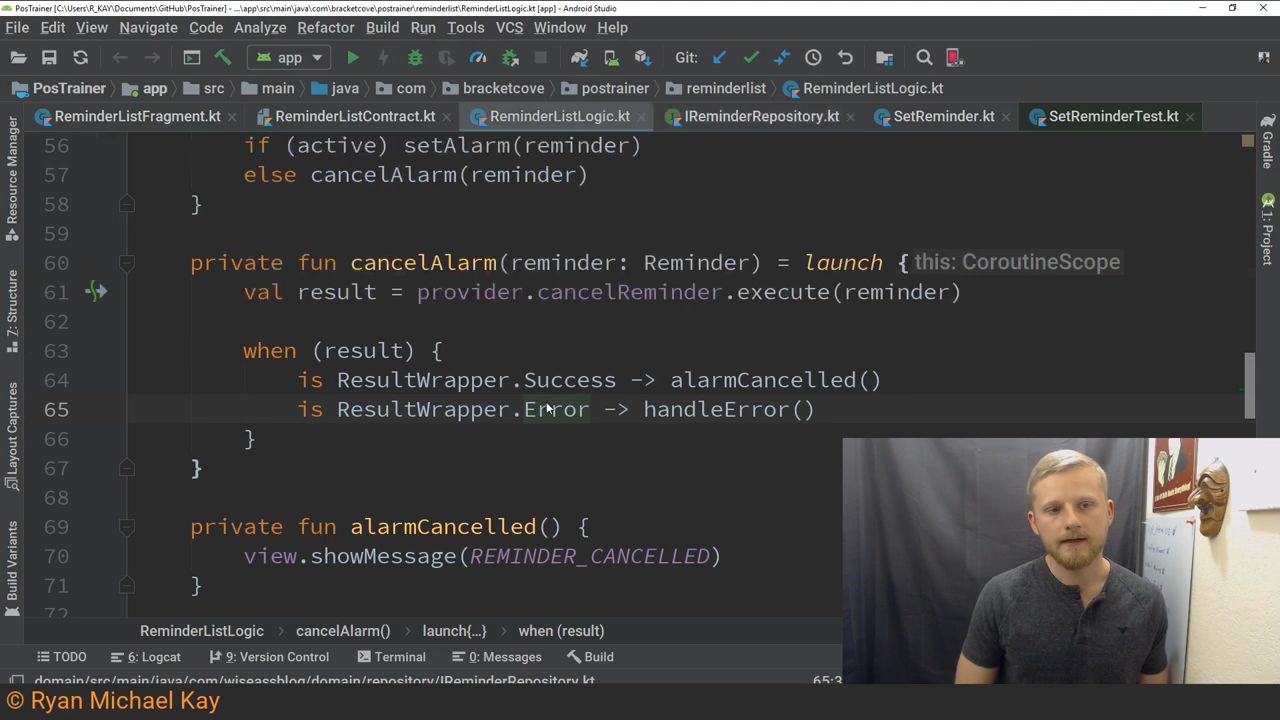 PosTrainer [C:\Users\R_KAY\Documents\GitHub\PosTrainer] - ...\app\src\main\java\com\bracketcove\postrainer\reminderlist\ReminderListLogic.kt [app] - Android Studio
File Edit View Navigate Code Analyze Refactor Build Run Tools VCS Window Help
app Git:
PosTrainer app src main java com bracketcove postrainer reminderlist ReminderListLogic.kt
ReminderListFragment.kt ReminderListContract.kt ReminderListLogic.kt IReminderRepository.kt SetReminder.kt SetReminderTest.kt
Resource Manager
7: Structure
Layout Captures
Build Variants
Gradle
1: Project
56 if (active) setAlarm(reminder)
57 else cancelAlarm(reminder)
58 }
59
60 private fun cancelAlarm(reminder: Reminder) = launch { this: CoroutineScope
61 val result = provider.cancelReminder.execute(reminder)
62
63 when (result) {
64 is ResultWrapper.Success -> alarmCancelled()
65 is ResultWrapper.Error -> handleError()
66 }
67 }
68
69 private fun alarmCancelled() {
70 view.showMessage(REMINDER_CANCELLED)
71 }
72
ReminderListLogic cancelAlarm() launch{...} when (result)
TODO 6: Logcat 9: Version Control Terminal 0: Messages Build
domain/src/main/java/com/wiseassblog/domain/repository/IReminderRepository.kt
© Ryan Michael Kay